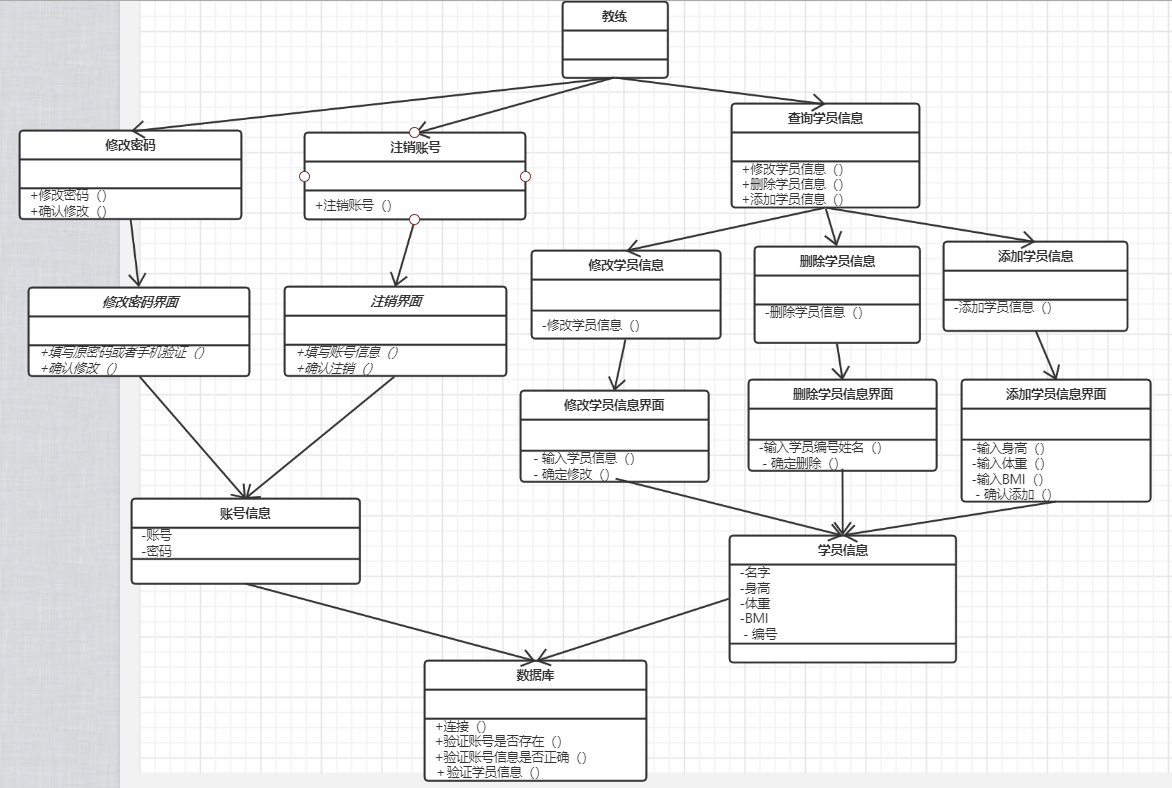 教练
修改密码
+修改密码（）
+确认修改（）
注销账号
+注销账号（）
查询学员信息
+修改学员信息（）
+删除学员信息（）
+添加学员信息（）
修改学员信息
-修改学员信息（）
删除学员信息
-删除学员信息（）
添加学员信息
-添加学员信息（）
修改密码界面
+填写原密码或者手机验证（）
+确认修改（）
注销界面
+填写账号信息（）
+确认注销（）
修改学员信息界面
- 输入学员信息（）
- 确定修改（）
删除学员信息界面
-输入学员编号姓名（）
- 确定删除（）
添加学员信息界面
-输入身高（）
-输入体重（）
-输入BMI（）
- 确认添加（）
账号信息
-账号
-密码
学员信息
-名字
-身高
-体重
-BMI
- 编号
数据库
+连接（）
+验证账号是否存在（）
+验证账号信息是否正确（）
+ 验证学员信息（）